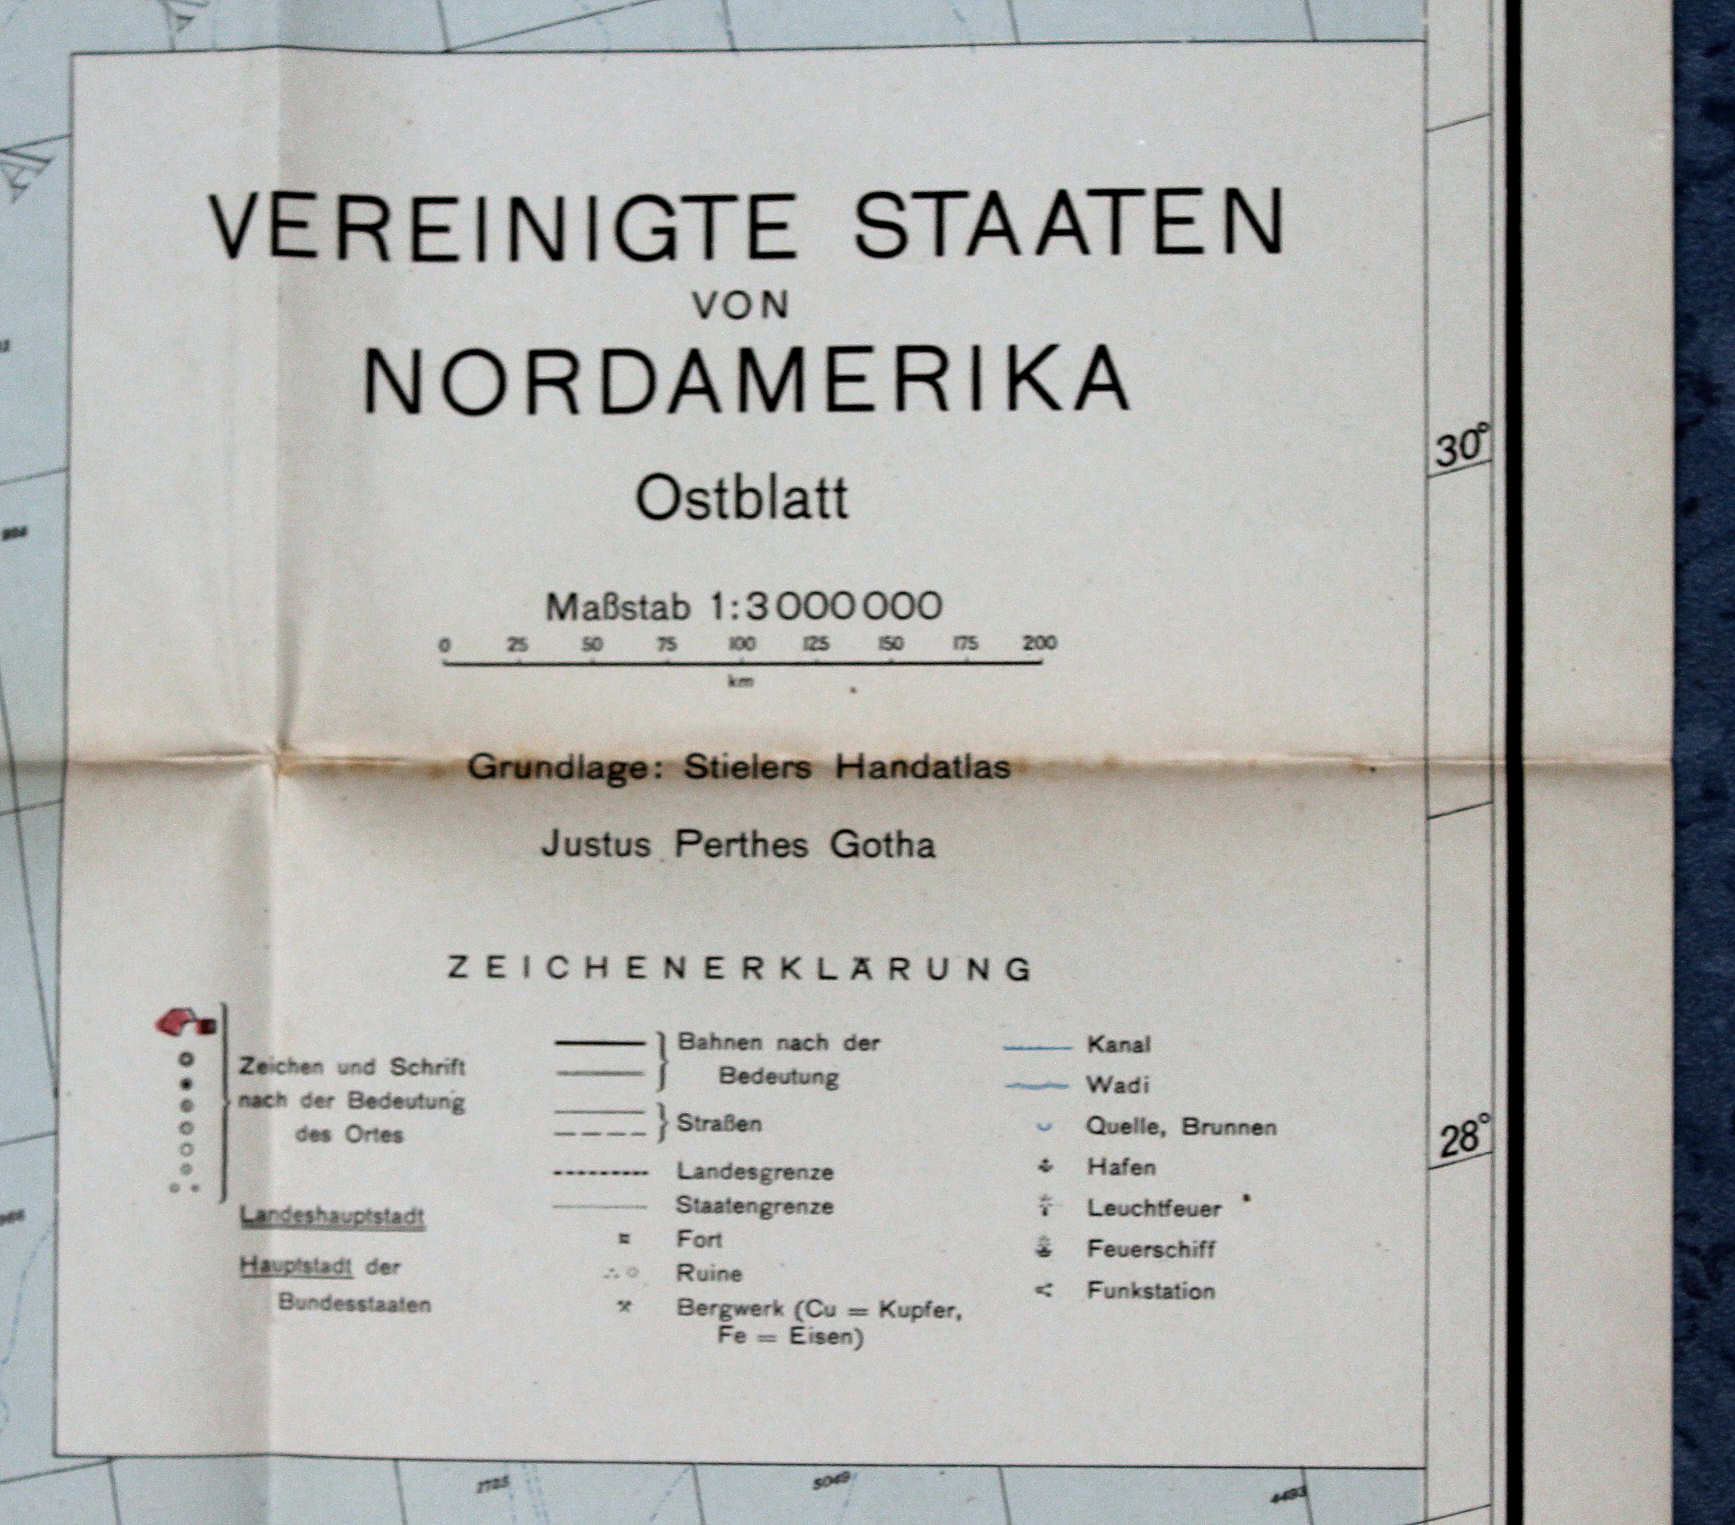 VEREINIGTE STAATEN
VON
NORDAMERIKA
Ostblatt
Maßstab 1:3000000
0 25 50 75 100 125 150 175 200
km
Grundlage: Stielers Handatlas
Justus Perthes Gotha
ZEICHENERKLÄRUNG
Zeichen und Schrift
nach der Bedeutung
des Ortes
Landeshauptstadt
Hauptstadt der
Bundesstaaten
Bahnen nach der
Bedeutung
Straßen
Landesgrenze
Staatengrenze
Fort
Ruine
Bergwerk (Cu = Kupfer,
Fe = Eisen)
Kanal
Wadi
Quelle, Brunnen
Hafen
Leuchtfeuer
Feuerschiff
Funkstation
30°
28°
5049